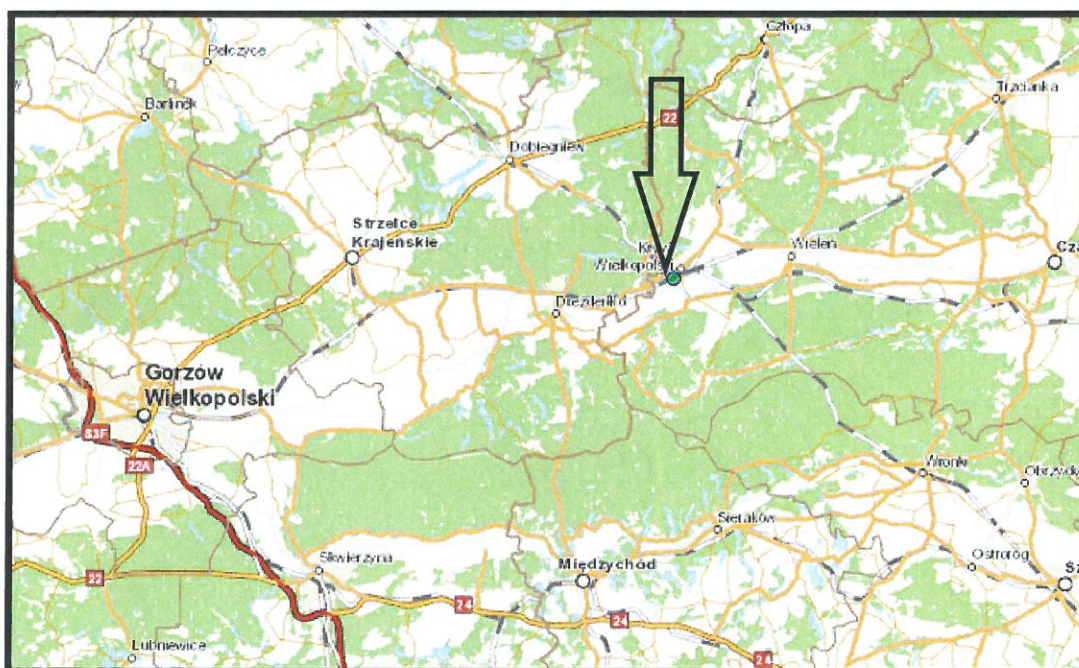 Człopa
Pełczyce
Trzcianka
Barlinek
22
Dobiegniew
Strzelce
Krajeńskie
Wieleń
Wielkopolski
Drezdenko
Gorzów
Wielkopolski
S3F
22A
Wronki
Sieraków
Ostroróg
Skwierzyna
Międzychód
22
24
24
Lubniewice
24